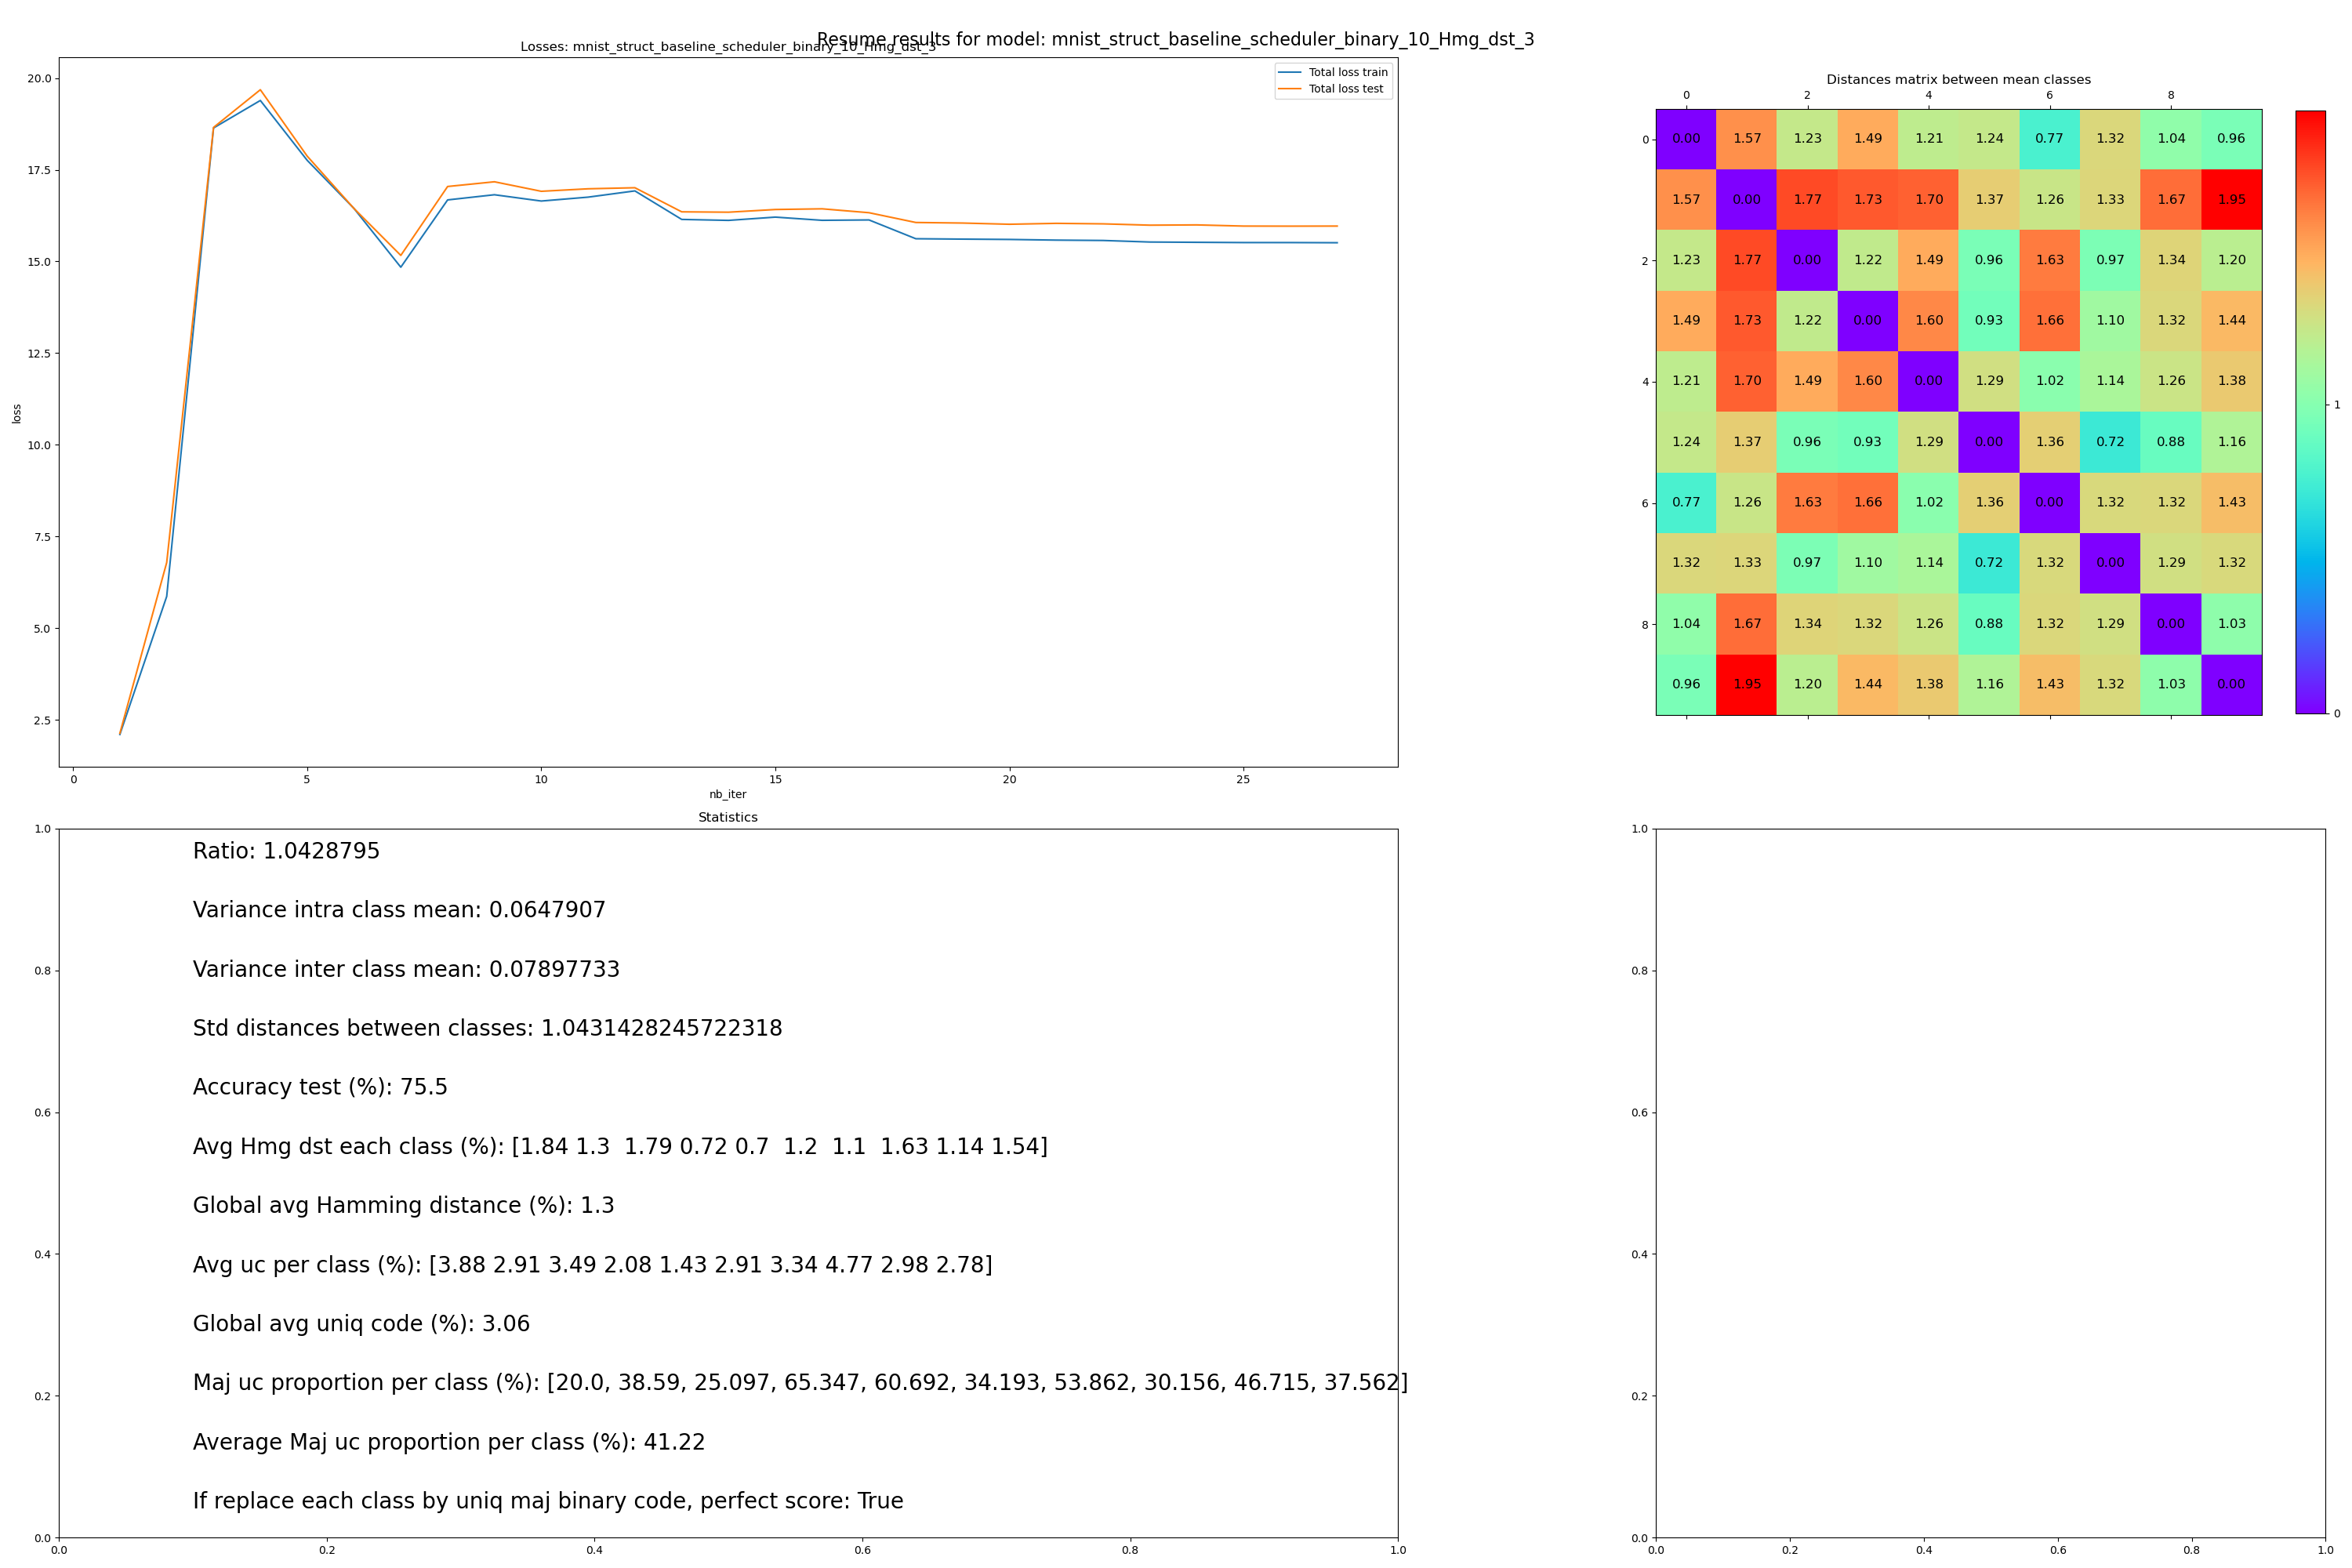 Resume results for model: mnist_struct_baseline_scheduler_binary_10_Hmg_dst_3
Losses: mnist_struct_baseline_scheduler_binary_10_Hmg_dst_3
Total loss train
Total loss test
20.0
17.5
15.0
12.5
10.0
7.5
5.0
2.5
loss
0 5 10 15 20 25
nb_iter
Distances matrix between mean classes
0 2 4 6 8
0 0.00 1.57 1.23 1.49 1.21 1.24 0.77 1.32 1.04 0.96
1.57 0.00 1.77 1.73 1.70 1.37 1.26 1.33 1.67 1.95
2 1.23 1.77 0.00 1.22 1.49 0.96 1.63 0.97 1.34 1.20
1.49 1.73 1.22 0.00 1.60 0.93 1.66 1.10 1.32 1.44
4 1.21 1.70 1.49 1.60 0.00 1.29 1.02 1.14 1.26 1.38
1.24 1.37 0.96 0.93 1.29 0.00 1.36 0.72 0.88 1.16
6 0.77 1.26 1.63 1.66 1.02 1.36 0.00 1.32 1.32 1.43
1.32 1.33 0.97 1.10 1.14 0.72 1.32 0.00 1.29 1.32
8 1.04 1.67 1.34 1.32 1.26 0.88 1.32 1.29 0.00 1.03
0.96 1.95 1.20 1.44 1.38 1.16 1.43 1.32 1.03 0.00
1
0
Statistics
Ratio: 1.0428795
Variance intra class mean: 0.0647907
Variance inter class mean: 0.07897733
Std distances between classes: 1.0431428245722318
Accuracy test (%): 75.5
Avg Hmg dst each class (%): [1.84 1.3  1.79 0.72 0.7  1.2  1.1  1.63 1.14 1.54]
Global avg Hamming distance (%): 1.3
Avg uc per class (%): [3.88 2.91 3.49 2.08 1.43 2.91 3.34 4.77 2.98 2.78]
Global avg uniq code (%): 3.06
Maj uc proportion per class (%): [20.0, 38.59, 25.097, 65.347, 60.692, 34.193, 53.862, 30.156, 46.715, 37.562]
Average Maj uc proportion per class (%): 41.22
If replace each class by uniq maj binary code, perfect score: True
1.0
0.8
0.6
0.4
0.2
0.0
0.0 0.2 0.4 0.6 0.8 1.0
1.0
0.8
0.6
0.4
0.2
0.0
0.0 0.2 0.4 0.6 0.8 1.0